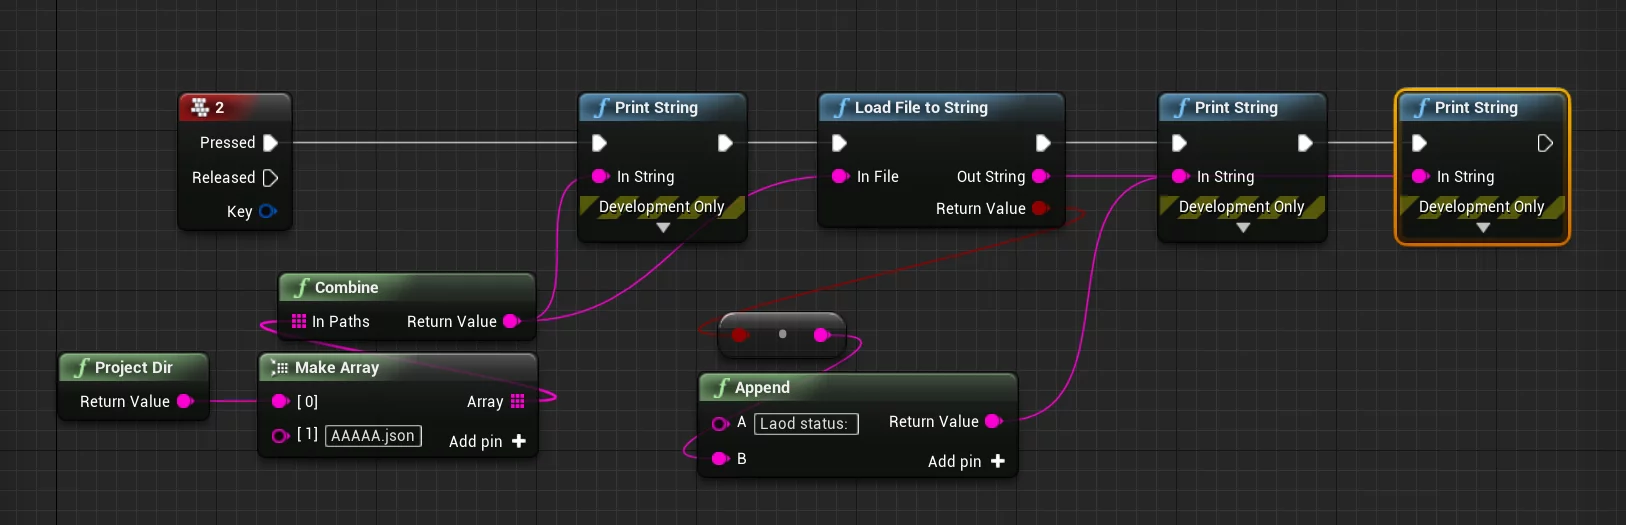 2
Pressed
Released
Key
Print String
In String
Development Only
Load File to String
In File
Out String
Return Value
Print String
In String
Development Only
Print String
In String
Development Only
Combine
In Paths
Return Value
Project Dir
Return Value
Make Array
[ 0]
Array
[ 1] AAAAA.json
Add pin +
Append
A Laod status:
Return Value
B
Add pin +